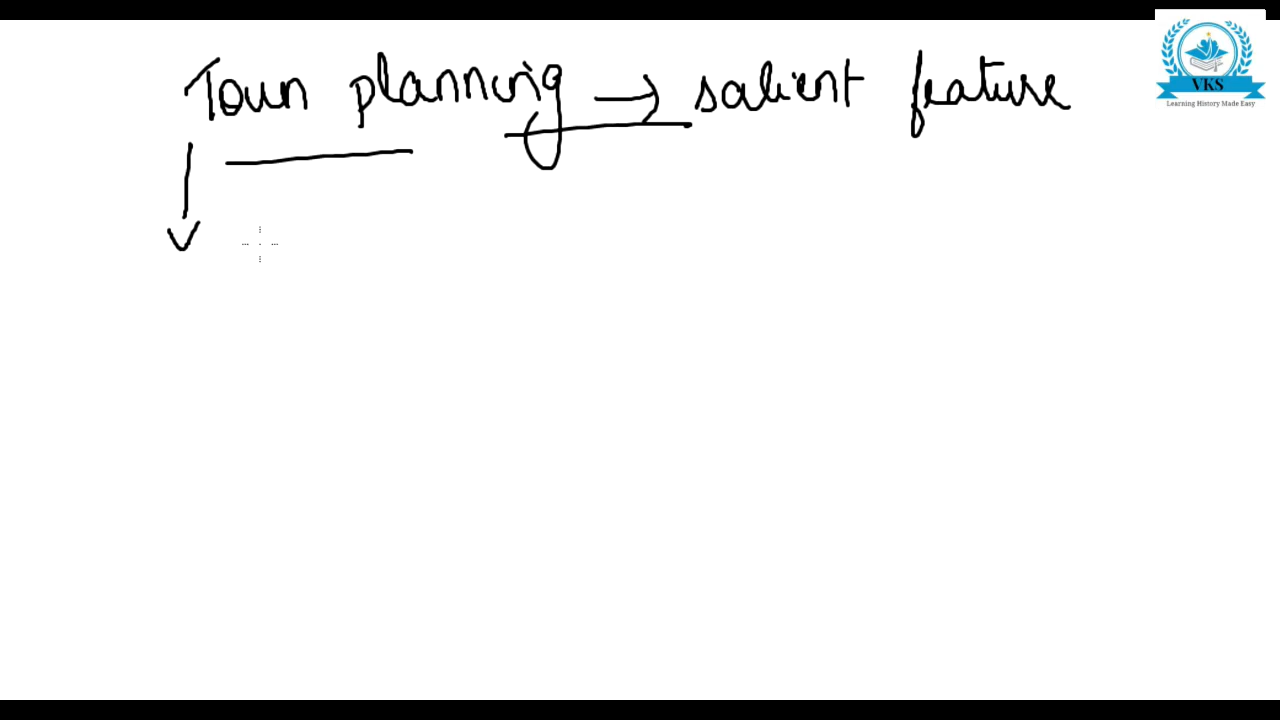 Town planning → salient feature
VKS
Learning History Made Easy